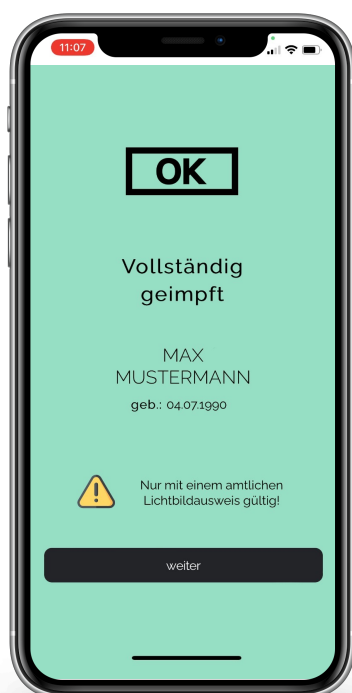 11:07
OK
Vollständig
geimpft
MAX
MUSTERMANN
geb.: 04.07.1990
Nur mit einem amtlichen
Lichtbildausweis gültig!
weiter